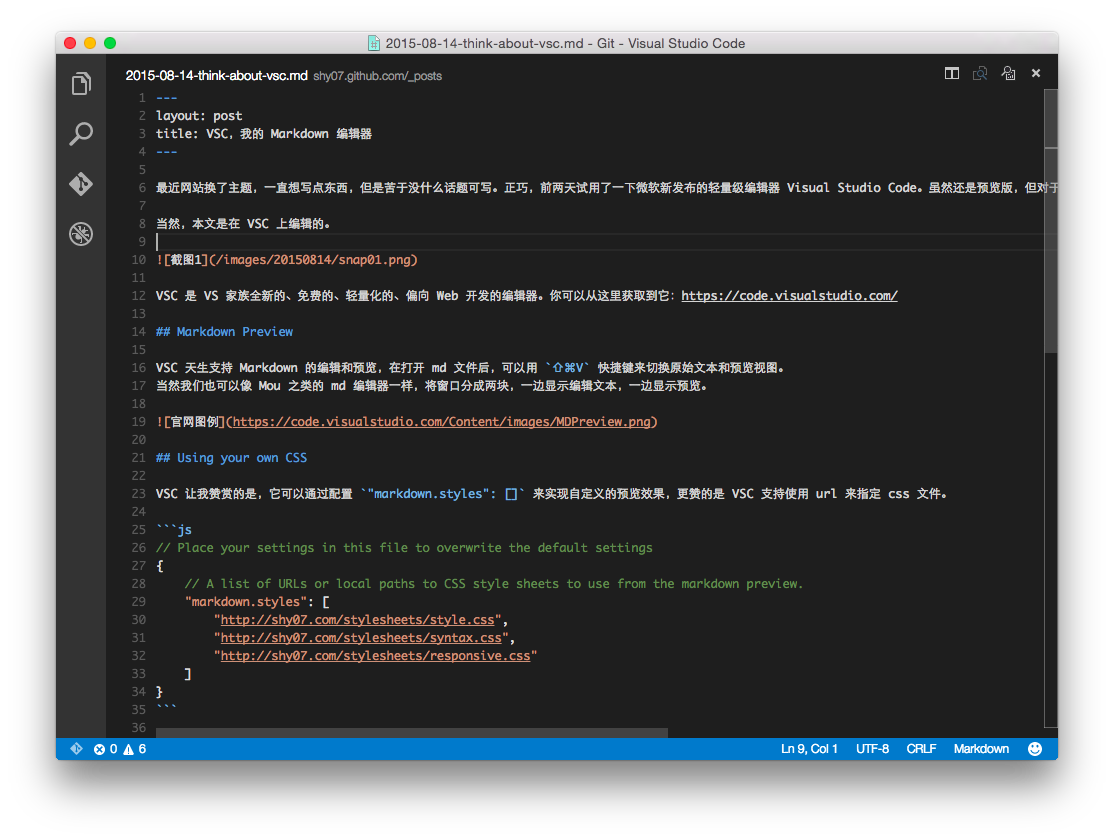 2015-08-14-think-about-vsc.md - Git - Visual Studio Code
2015-08-14-think-about-vsc.md shy07.github.com/_posts
1 ---
2 layout: post
3 title: VSC，我的 Markdown 编辑器
4 ---
5
6 最近网站换了主题，一直想写点东西，但是苦于没什么话题可写。正巧，前两天试用了一下微软新发布的轻量级编辑器 Visual Studio Code。虽然还是预览版，但对于
7
8 当然，本文是在 VSC 上编辑的。
9
10 ![截图1](/images/20150814/snap01.png)
11
12 VSC 是 VS 家族全新的、免费的、轻量化的、偏向 Web 开发的编辑器。你可以从这里获取到它：https://code.visualstudio.com/
13
14 ## Markdown Preview
15
16 VSC 天生支持 Markdown 的编辑和预览，在打开 md 文件后，可以用 `⇧⌘V` 快捷键来切换原始文本和预览视图。
17 当然我们也可以像 Mou 之类的 md 编辑器一样，将窗口分成两块，一边显示编辑文本，一边显示预览。
18
19 ![官网图例](https://code.visualstudio.com/Content/images/MDPreview.png)
20
21 ## Using your own CSS
22
23 VSC 让我赞赏的是，它可以通过配置 `"markdown.styles": []` 来实现自定义的预览效果，更赞的是 VSC 支持使用 url 来指定 css 文件。
24
25 ```js
26 // Place your settings in this file to overwrite the default settings
27 {
28     // A list of URLs or local paths to CSS style sheets to use from the markdown preview.
29     "markdown.styles": [
30         "http://shy07.com/stylesheets/style.css",
31         "http://shy07.com/stylesheets/syntax.css",
32         "http://shy07.com/stylesheets/responsive.css"
33     ]
34 }
35 ```
36
0 6 Ln 9, Col 1 UTF-8 CRLF Markdown